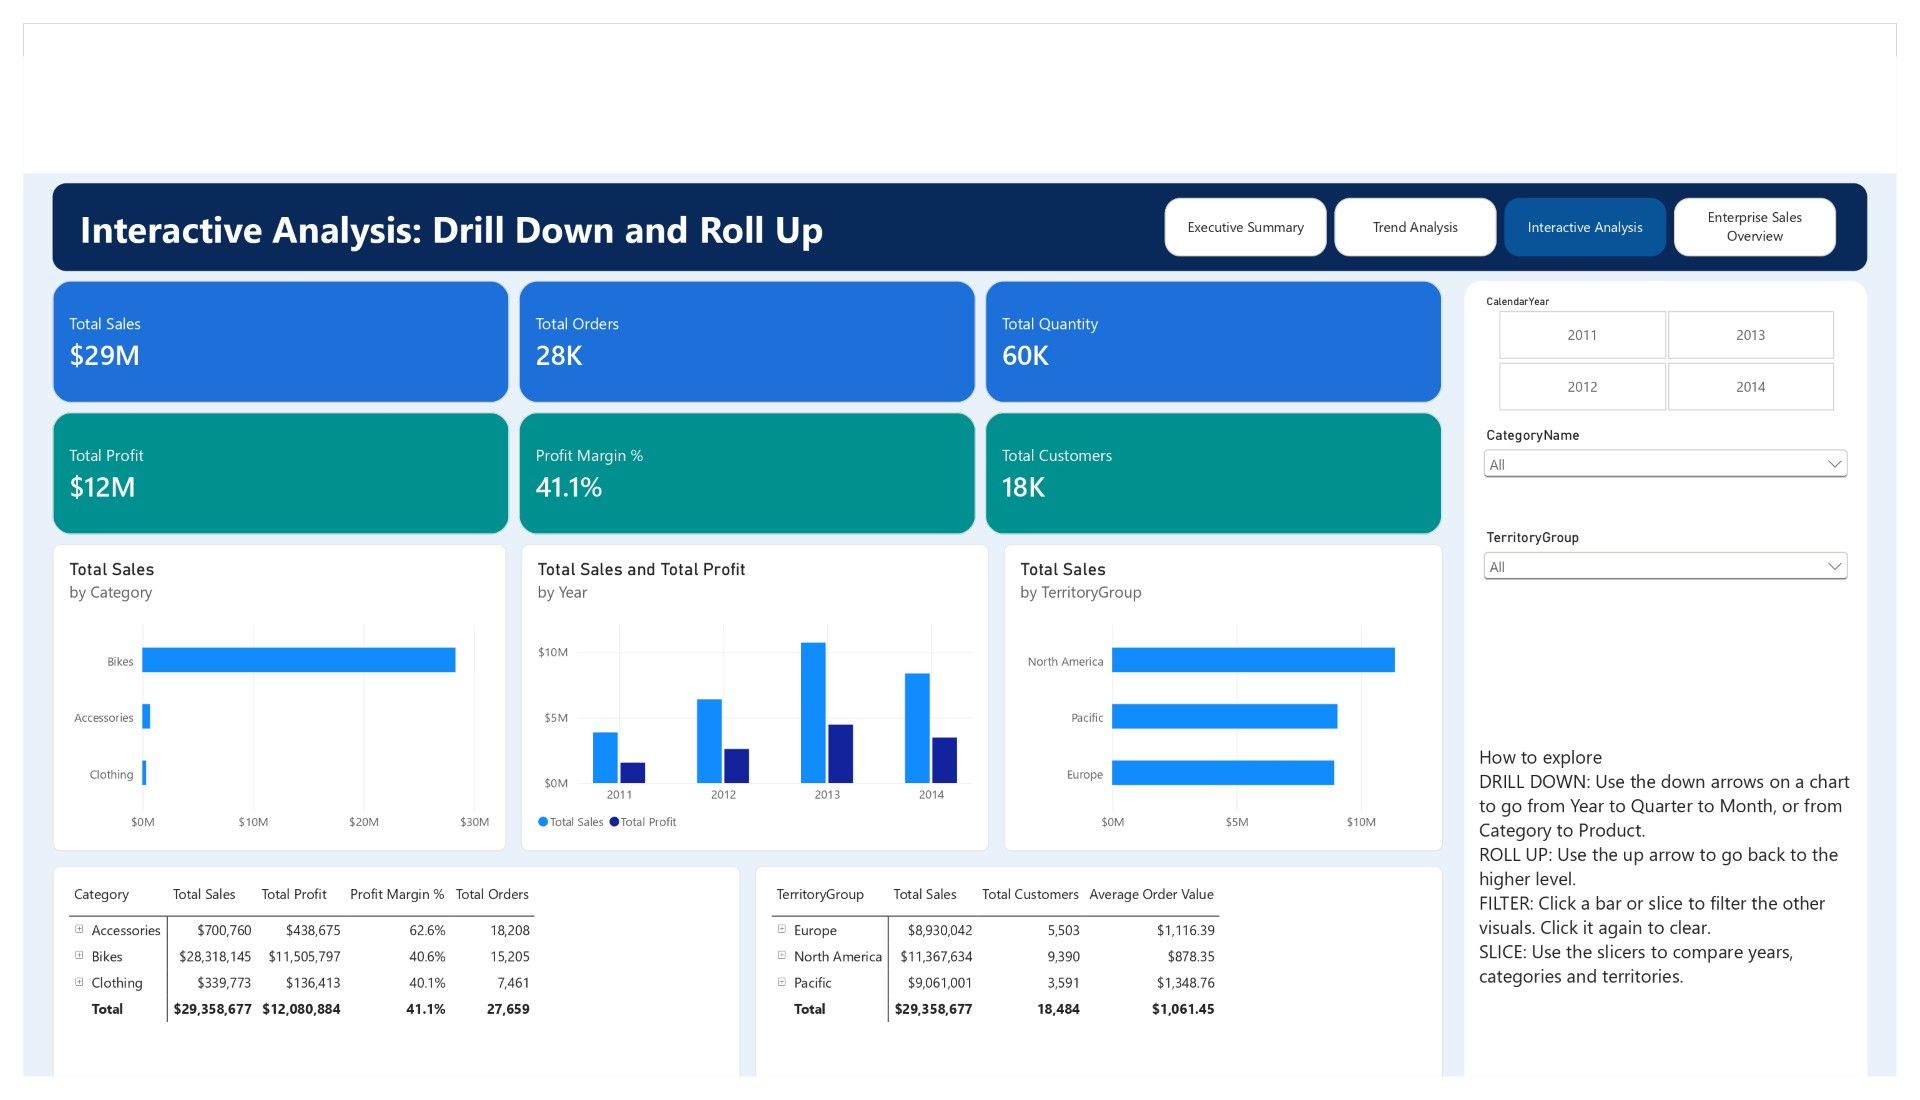 Interactive Analysis: Drill Down and Roll Up
Executive Summary
Trend Analysis
Interactive Analysis
Enterprise Sales
Overview
Total Sales
$29M
Total Orders
28K
Total Quantity
60K
Total Profit
$12M
Profit Margin %
41.1%
Total Customers
18K
CalendarYear
2011 2013
2012 2014
CategoryName
All
TerritoryGroup
All
Total Sales
by Category
Bikes
Accessories
Clothing
$0M $10M $20M $30M
Total Sales and Total Profit
by Year
$10M
$5M
$0M
2011 2012 2013 2014
Total Sales Total Profit
Total Sales
by TerritoryGroup
North America
Pacific
Europe
$0M $5M $10M
How to explore
DRILL DOWN: Use the down arrows on a chart
to go from Year to Quarter to Month, or from
Category to Product.
ROLL UP: Use the up arrow to go back to the
higher level.
FILTER: Click a bar or slice to filter the other
visuals. Click it again to clear.
SLICE: Use the slicers to compare years,
categories and territories.
Category Total Sales Total Profit Profit Margin % Total Orders
Accessories $700,760 $438,675 62.6% 18,208
Bikes $28,318,145 $11,505,797 40.6% 15,205
Clothing $339,773 $136,413 40.1% 7,461
Total $29,358,677 $12,080,884 41.1% 27,659
TerritoryGroup Total Sales Total Customers Average Order Value
Europe $8,930,042 5,503 $1,116.39
North America $11,367,634 9,390 $878.35
Pacific $9,061,001 3,591 $1,348.76
Total $29,358,677 18,484 $1,061.45